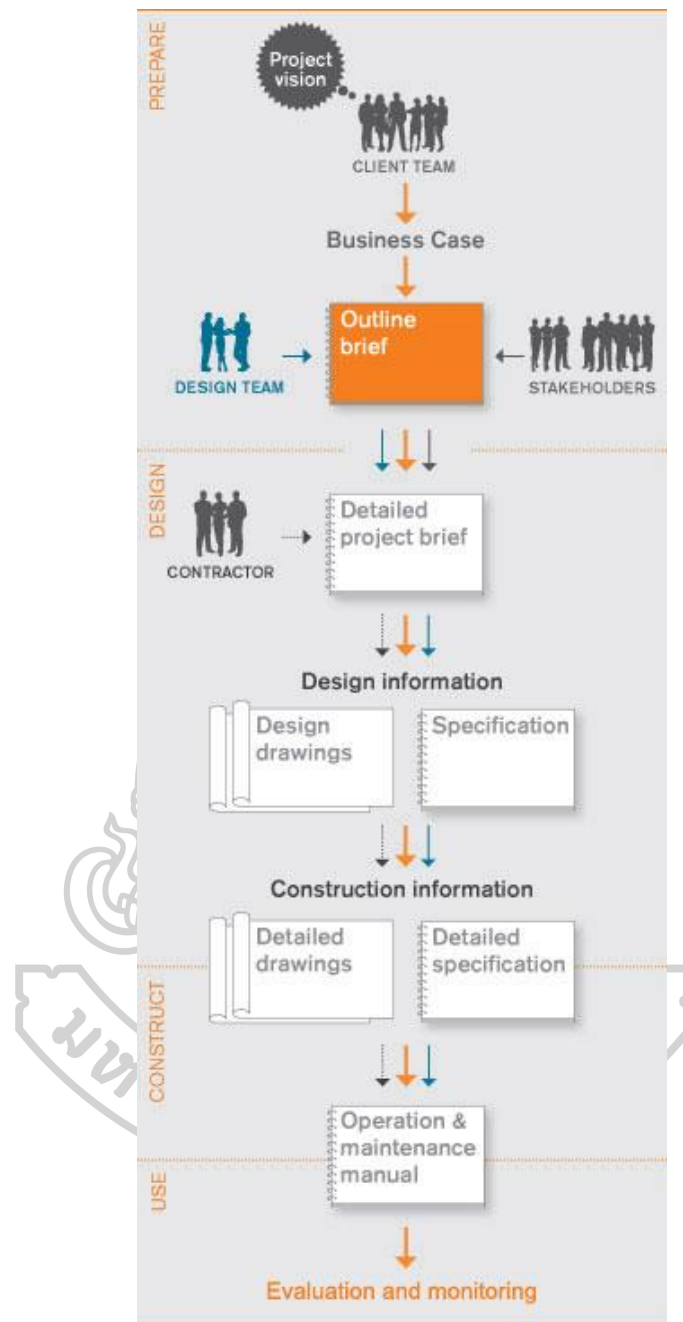 PREPARE
Project
vision
CLIENT TEAM
Business Case
Outline
brief
DESIGN TEAM
STAKEHOLDERS
DESIGN
Detailed
project brief
CONTRACTOR
Design information
Design
drawings
Specification
Construction information
Detailed
drawings
Detailed
specification
CONSTRUCT
Operation &
maintenance
manual
USE
Evaluation and monitoring